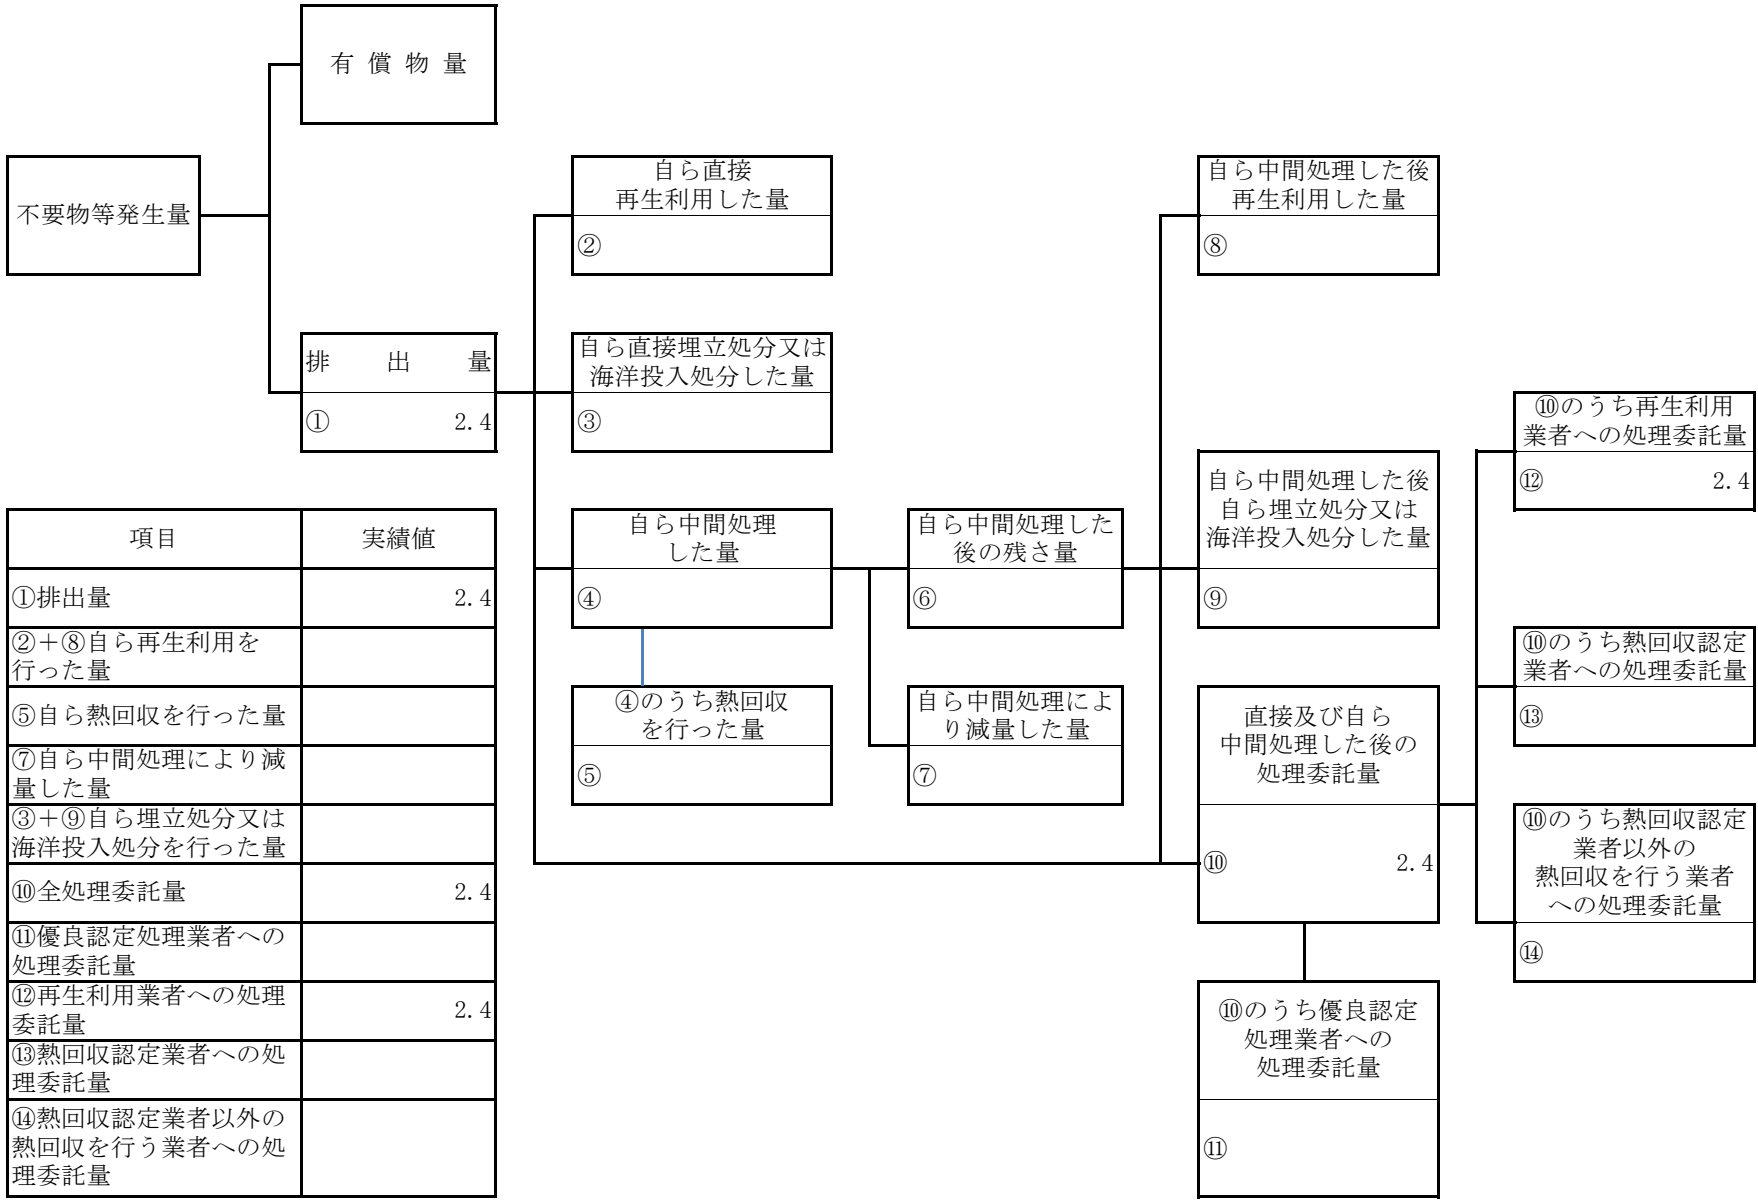 有 償 物 量
不要物等発生量
排 出 量
① 2.4
自ら直接
再生利用した量
②
自ら直接埋立処分又は
海洋投入処分した量
③
自ら中間処理
した量
④
④のうち熱回収
を行った量
⑤
自ら中間処理した
後の残さ量
⑥
自ら中間処理によ
り減量した量
⑦
自ら中間処理した後
再生利用した量
⑧
自ら中間処理した後
自ら埋立処分又は
海洋投入処分した量
⑨
直接及び自ら
中間処理した後の
処理委託量
⑩ 2.4
⑩のうち優良認定
処理業者への
処理委託量
⑪
⑩のうち再生利用
業者への処理委託量
⑫ 2.4
⑩のうち熱回収認定
業者への処理委託量
⑬
⑩のうち熱回収認定
業者以外の
熱回収を行う業者
への処理委託量
⑭
項目 実績値
①排出量 2.4
②+⑧自ら再生利用を
行った量
⑤自ら熱回収を行った量
⑦自ら中間処理により減
量した量
③+⑨自ら埋立処分又は
海洋投入処分を行った量
⑩全処理委託量 2.4
⑪優良認定処理業者への
処理委託量
⑫再生利用業者への処理
委託量 2.4
⑬熱回収認定業者への処
理委託量
⑭熱回収認定業者以外の
熱回収を行う業者への処
理委託量